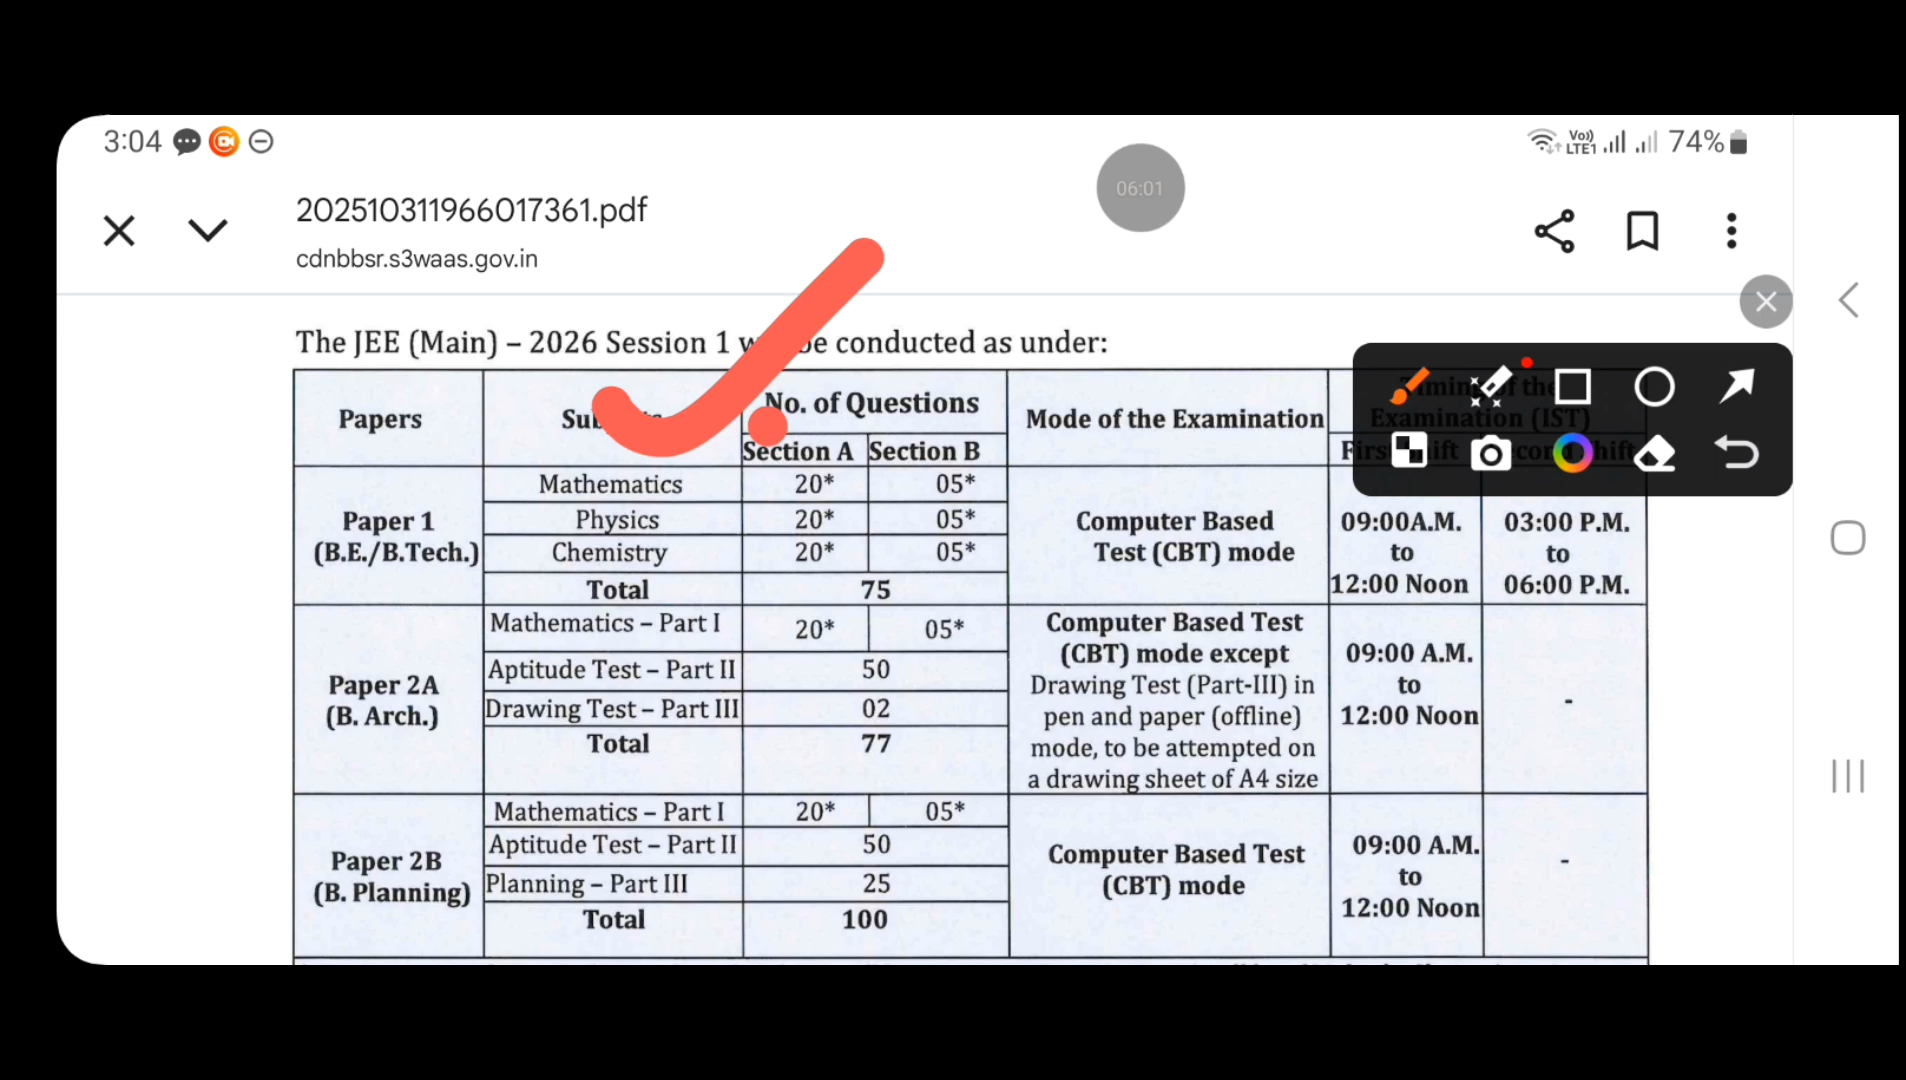 3:04
Vo)) LTE1 74%
06:01
202510311966017361.pdf
cdnbbsr.s3waas.gov.in
The JEE (Main) – 2026 Session 1 be conducted as under:
Papers
No. of Questions
Mode of the Examination
Timing of the Examination (IST)
Section A Section B
Paper 1 (B.E./B.Tech.)
Mathematics 20* 05*
Physics 20* 05*
Chemistry 20* 05*
Total 75
Computer Based
Test (CBT) mode
09:00A.M.
to
12:00 Noon
03:00 P.M.
to
06:00 P.M.
Paper 2A
(B. Arch.)
Mathematics – Part I 20* 05*
Aptitude Test – Part II 50
Drawing Test – Part III 02
Total 77
Computer Based Test
(CBT) mode except
Drawing Test (Part-III) in
pen and paper (offline)
mode, to be attempted on
a drawing sheet of A4 size
09:00 A.M.
to
12:00 Noon
-
Paper 2B
(B. Planning)
Mathematics – Part I 20* 05*
Aptitude Test – Part II 50
Planning – Part III 25
Total 100
Computer Based Test
(CBT) mode
09:00 A.M.
to
12:00 Noon
-